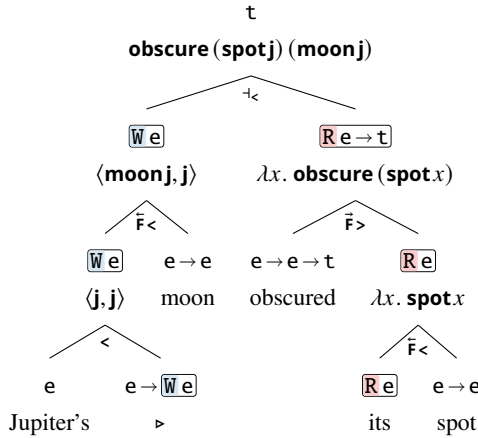 t
obscure (spot j) (moon j)
⊣<
W e R e → t
⟨moon j, j⟩ λx. obscure (spot x)
F⃖ < F⃗ >
W e e → e e → e → t R e
⟨j, j⟩ moon obscured λx. spot x
< F⃖ <
e e → W e R e e → e
Jupiter's ▹ its spot